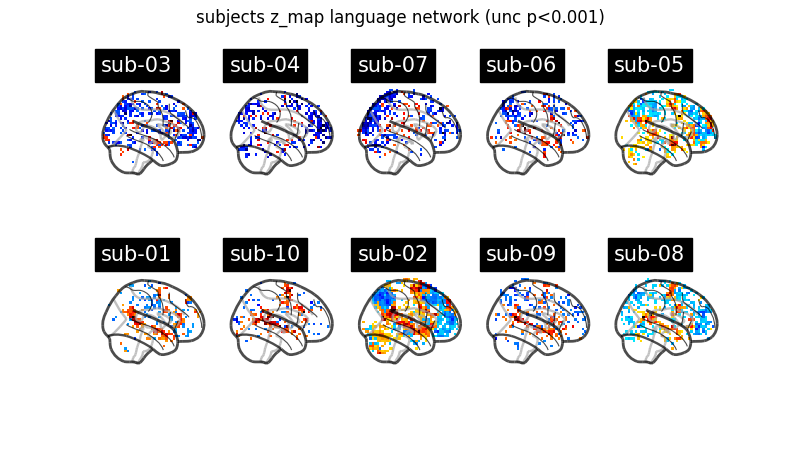 subjects z_map language network (unc p<0.001)
sub-03 sub-04 sub-07 sub-06 sub-05
sub-01 sub-10 sub-02 sub-09 sub-08